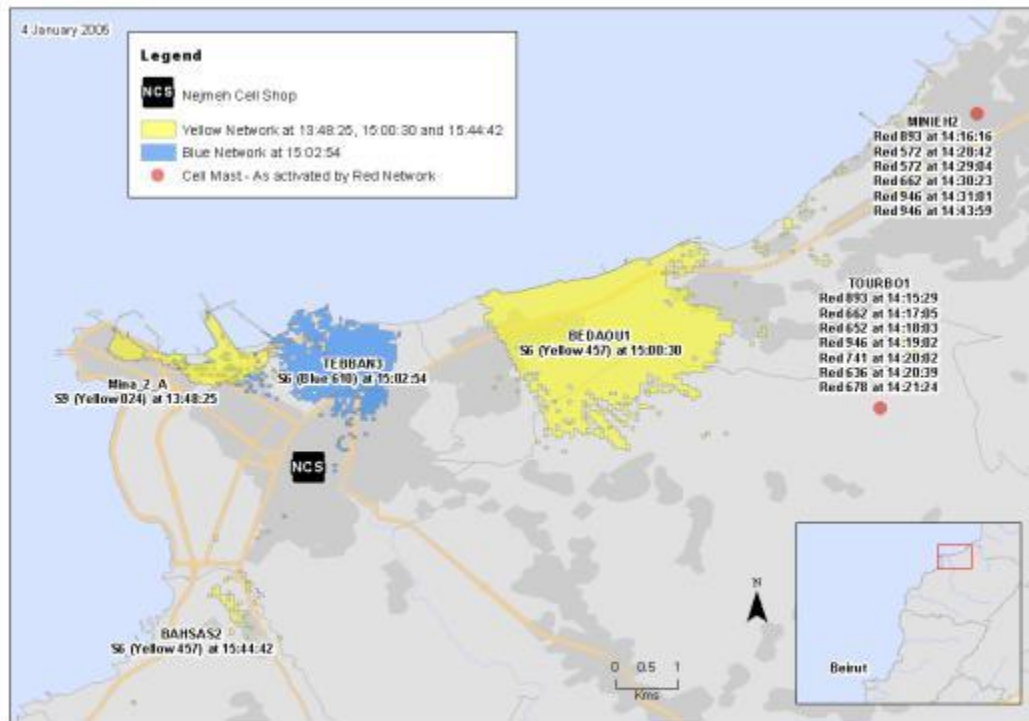 4 January 2005
Legend
NCS
Nejmeh Cell Shop
Yellow Network at 13:48:25, 15:00:30 and 15:44:42
Blue Network at 15:02:54
Cell Mast - As activated by Red Network
MINIEH2
Red 893 at 14:16:16
Red 572 at 14:28:42
Red 572 at 14:29:04
Red 662 at 14:30:23
Red 946 at 14:31:01
Red 946 at 14:43:59
TOURBO1
Red 893 at 14:15:29
Red 662 at 14:17:05
Red 652 at 14:18:03
Red 946 at 14:19:02
Red 741 at 14:20:02
Red 636 at 14:20:39
Red 678 at 14:21:24
BEDAOU1
S6 (Yellow 457) at 15:00:30
TEBBAN3
S6 (Blue 610) at 15:02:54
Mina_2_A
S9 (Yellow 024) at 13:48:25
NCS
BAHSAS2
S6 (Yellow 457) at 15:44:42
N
0 0.5 1
Kms
Beirut